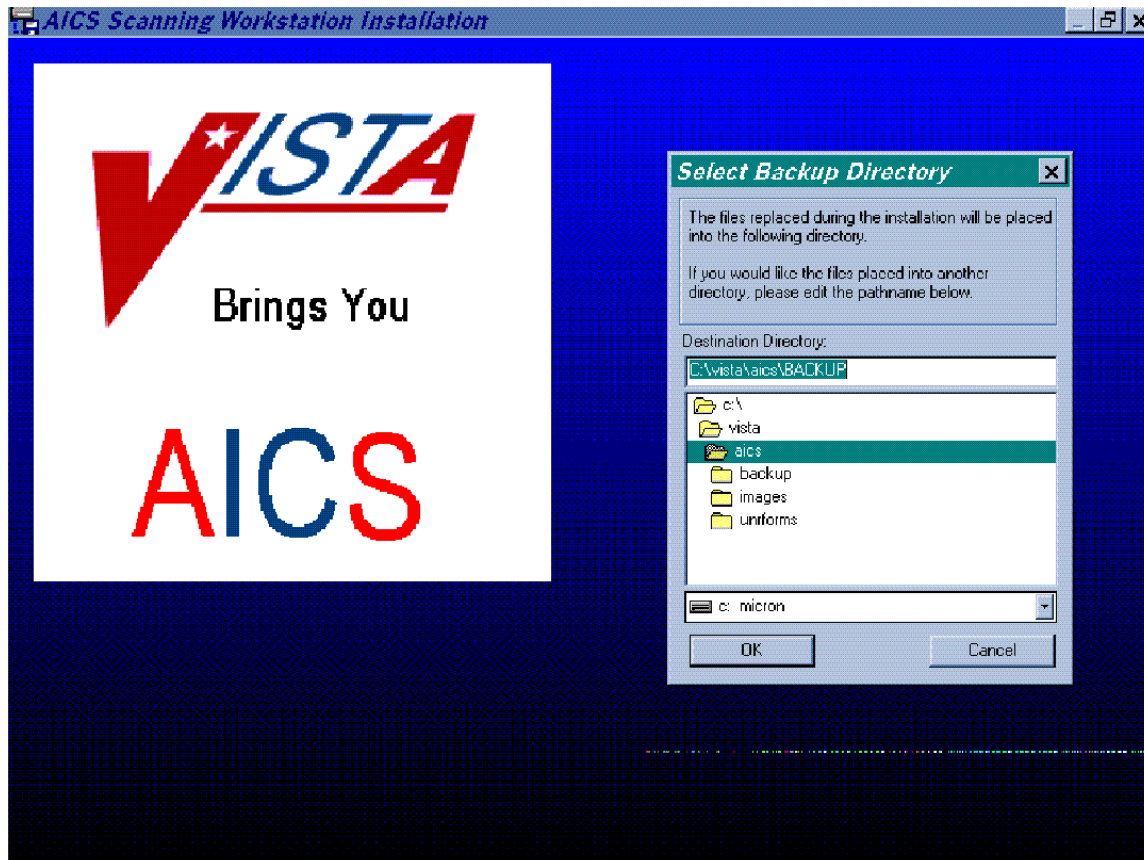 AICS Scanning Workstation Installation
VISTA
Brings You
AICS
Select Backup Directory
The files replaced during the installation will be placed
into the following directory.
If you would like the files placed into another
directory, please edit the pathname below.
Destination Directory:
C:\vista\aics\BACKUP
c:\
vista
aics
backup
images
uniforms
c: micron
OK
Cancel